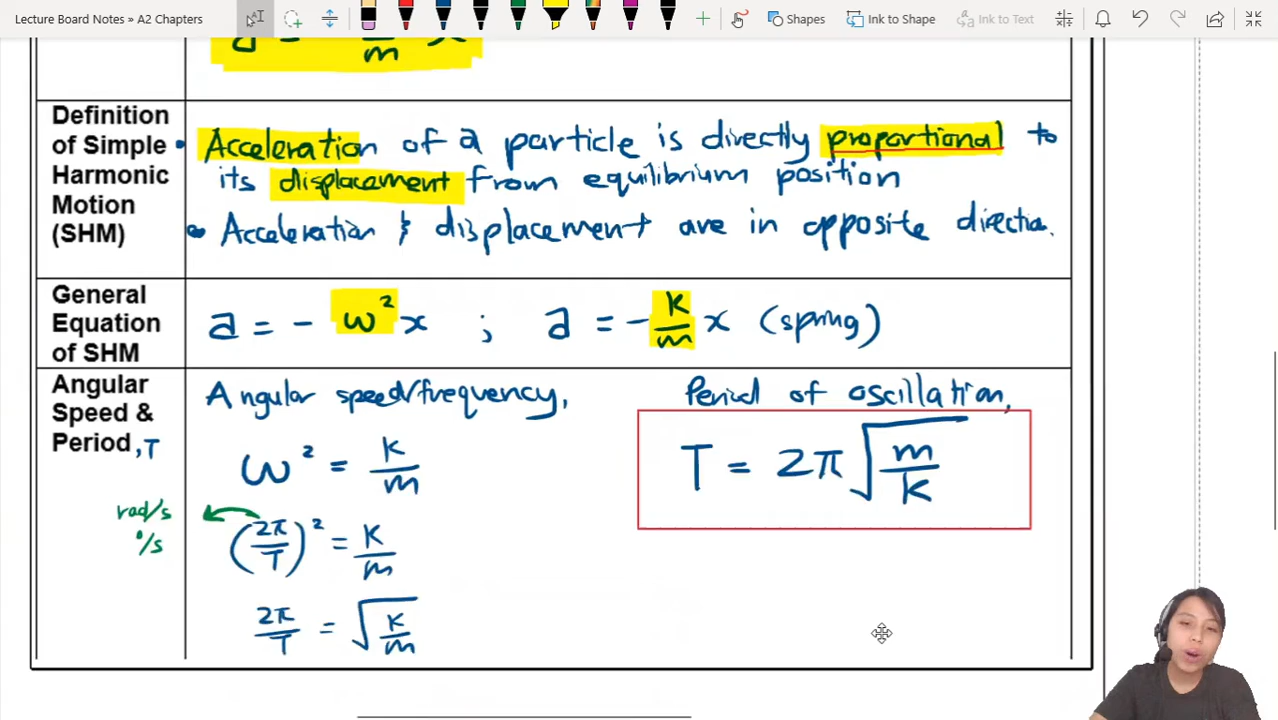 Lecture Board Notes » A2 Chapters
Shapes
Ink to Shape
Ink to Text
m
Definition of Simple Harmonic Motion (SHM)
• Acceleration of a particle is directly proportional to
its displacement from equilibrium position
• Acceleration & displacement are in opposite direction.
General Equation of SHM
a = - ω² x ; a = - k/m x (spring)
Angular Speed & Period, T
Angular speed/frequency,
ω² = k/m
rad/s
°/s
(2π/T)² = k/m
2π/T = √(k/m)
Period of oscillation,
T = 2π √(m/k)